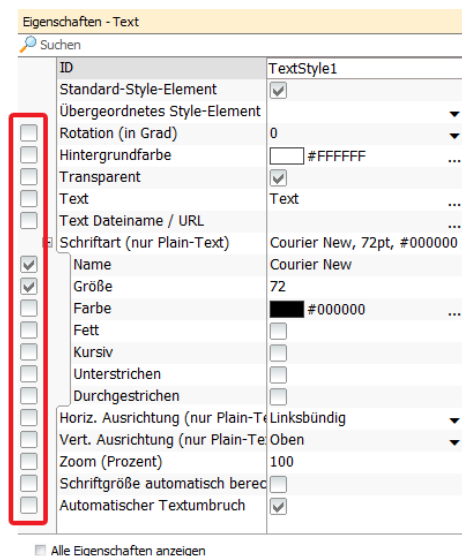 Eigenschaften - Text
Suchen
ID TextStyle1
Standard-Style-Element
Übergeordnetes Style-Element
Rotation (in Grad) 0
Hintergrundfarbe #FFFFFF ...
Transparent
Text Text ...
Text Dateiname / URL ...
Schriftart (nur Plain-Text) Courier New, 72pt, #000000
Name Courier New
Größe 72
Farbe #000000 ...
Fett
Kursiv
Unterstrichen
Durchgestrichen
Horiz. Ausrichtung (nur Plain-Te Linksbündig
Vert. Ausrichtung (nur Plain-Te Oben
Zoom (Prozent) 100
Schriftgröße automatisch berec
Automatischer Textumbruch
Alle Eigenschaften anzeigen